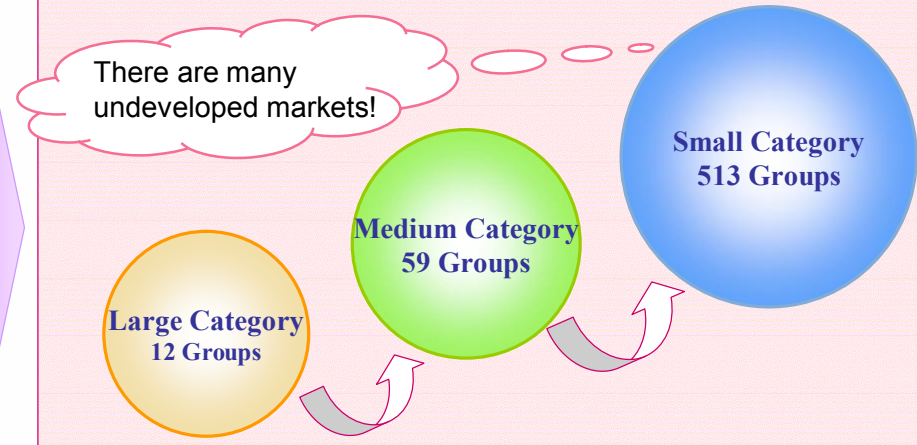 There are many
undeveloped markets!
Small Category
513 Groups
Medium Category
59 Groups
Large Category
12 Groups